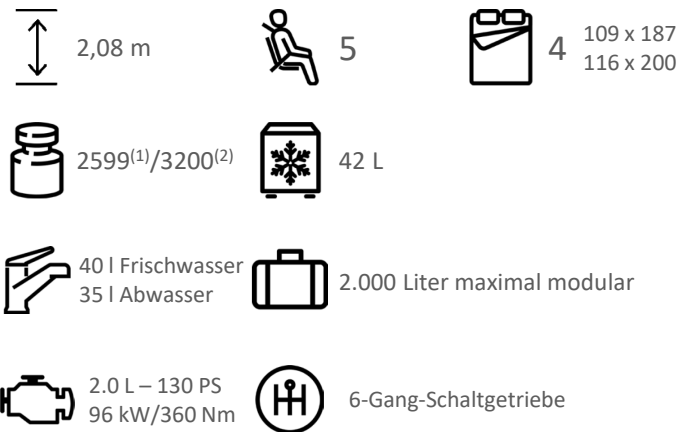 2,08 m
5
4
109 x 187
116 x 200
2599(1)/3200(2)
42 L
40 l Frischwasser
35 l Abwasser
2.000 Liter maximal modular
2.0 L – 130 PS
96 kW/360 Nm
6-Gang-Schaltgetriebe